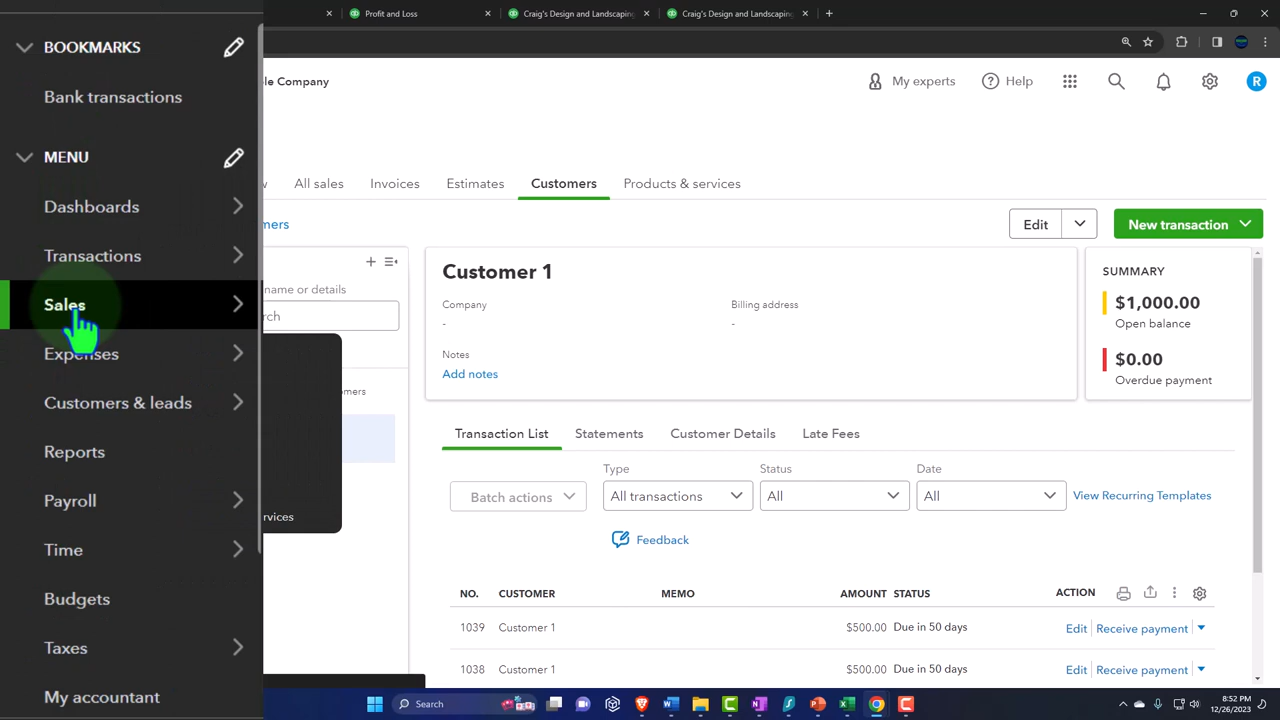 Profit and Loss
Craig's Design and Landscaping
Craig's Design and Landscaping
BOOKMARKS
Bank transactions
MENU
Dashboards
Transactions
Sales
Expenses
Customers & leads
Reports
Payroll
Time
Budgets
Taxes
My accountant
Company
My experts
Help
R
All sales
Invoices
Estimates
Customers
Products & services
Edit
New transaction
name or details
Customer 1
Company
-
Billing address
-
Notes
Add notes
SUMMARY
$1,000.00
Open balance
$0.00
Overdue payment
Transaction List
Statements
Customer Details
Late Fees
Batch actions
Type
All transactions
Status
All
Date
All
View Recurring Templates
Feedback
NO. CUSTOMER MEMO AMOUNT STATUS ACTION
1039 Customer 1 $500.00 Due in 50 days Edit Receive payment
1038 Customer 1 $500.00 Due in 50 days Edit Receive payment
Search
8:52 PM
12/26/2023